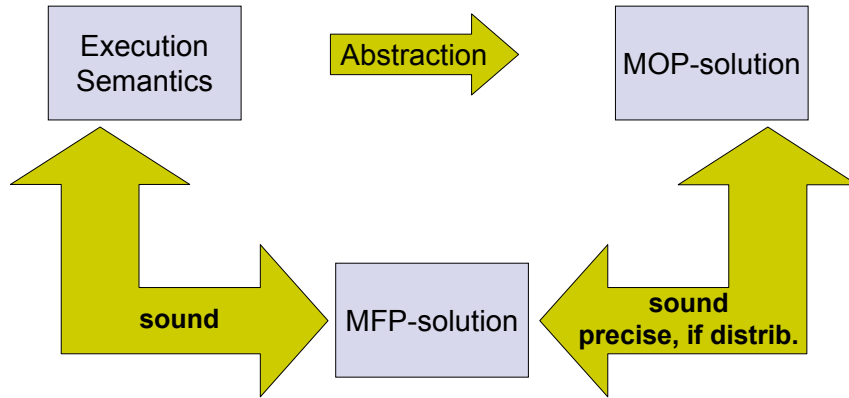 Execution
Semantics
Abstraction
MOP-solution
sound
MFP-solution
sound
precise, if distrib.